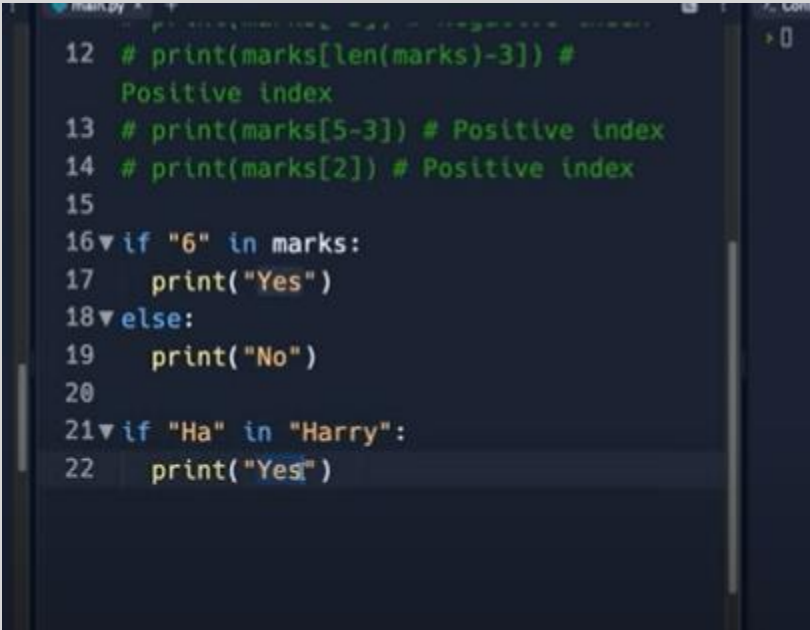 main.py × +
12 # print(marks[len(marks)-3]) #
Positive index
13 # print(marks[5-3]) # Positive index
14 # print(marks[2]) # Positive index
15
16 if "6" in marks:
17 print("Yes")
18 else:
19 print("No")
20
21 if "Ha" in "Harry":
22 print("Yes")